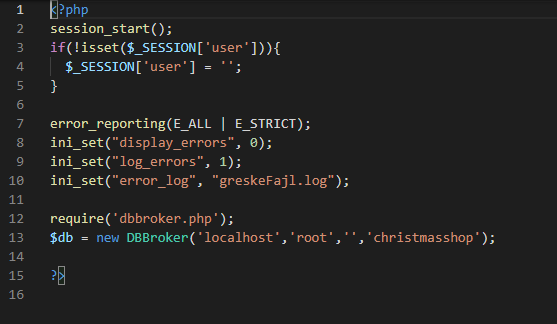 1 <?php
2 session_start();
3 if(!isset($_SESSION['user'])){
4 $_SESSION['user'] = '';
5 }
6
7 error_reporting(E_ALL | E_STRICT);
8 ini_set("display_errors", 0);
9 ini_set("log_errors", 1);
10 ini_set("error_log", "greskeFajl.log");
11
12 require('dbbroker.php');
13 $db = new DBBroker('localhost','root','','christmasshop');
14
15 ?>
16